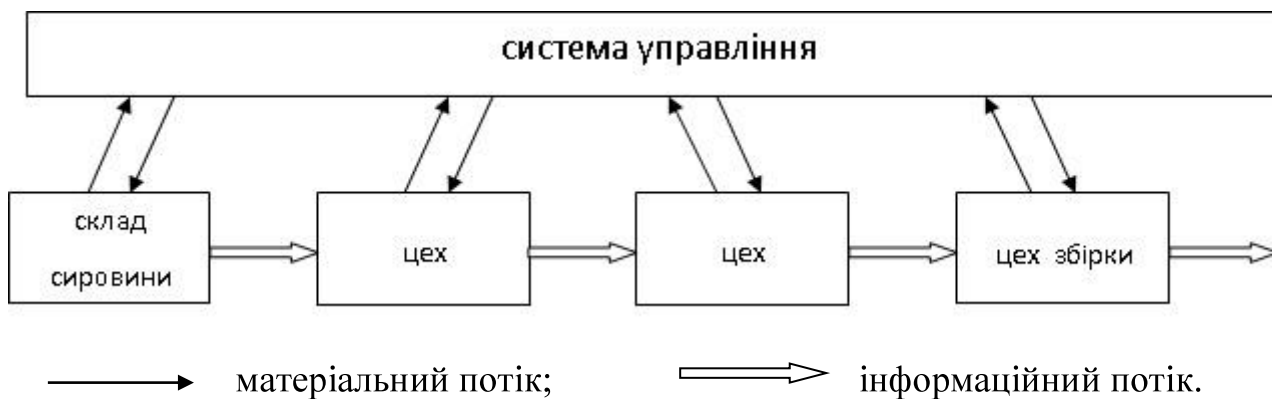 система управління
склад
сировини
цех
цех
цех збірки
матеріальний потік;
інформаційний потік.